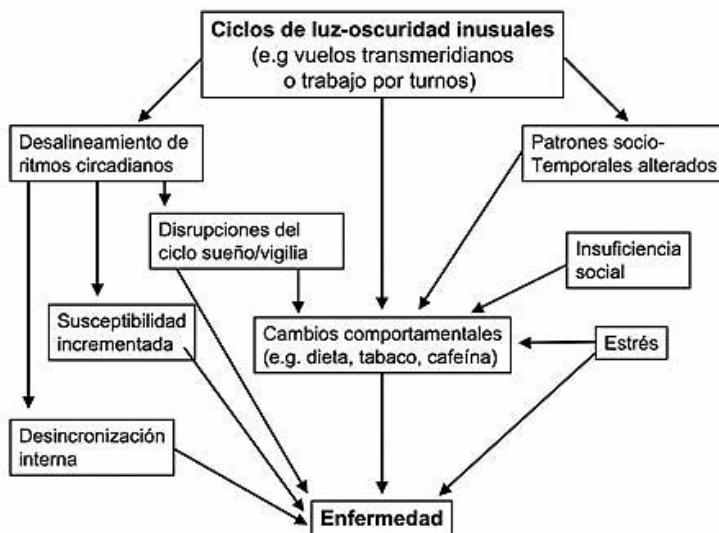 Ciclos de luz-oscuridad inusuales
(e.g vuelos transmeridianos
o trabajo por turnos)
Desalineamiento de
ritmos circadianos
Patrones socio-
Temporales alterados
Disrupciones del
ciclo sueño/vigilia
Insuficiencia
social
Susceptibilidad
incrementada
Cambios comportamentales
(e.g. dieta, tabaco, cafeína)
Estrés
Desincronización
interna
Enfermedad